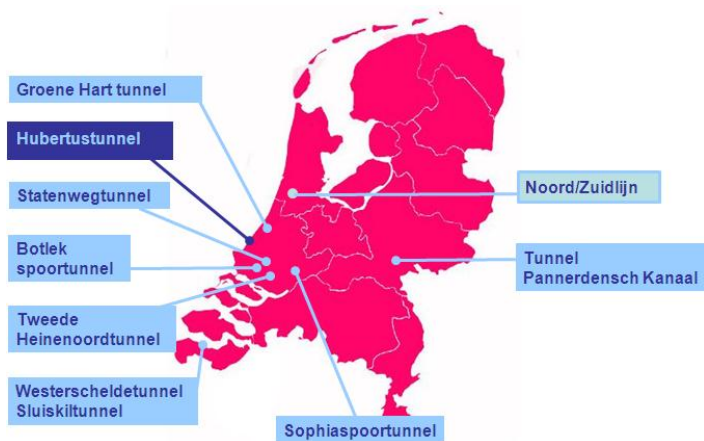 Groene Hart tunnel
Hubertustunnel
Statenwegtunnel
Botlek
spoortunnel
Tweede
Heinenoordtunnel
Westerscheldetunnel
Sluiskiltunnel
Sophiaspoortunnel
Noord/Zuidlijn
Tunnel
Pannerdensch Kanaal